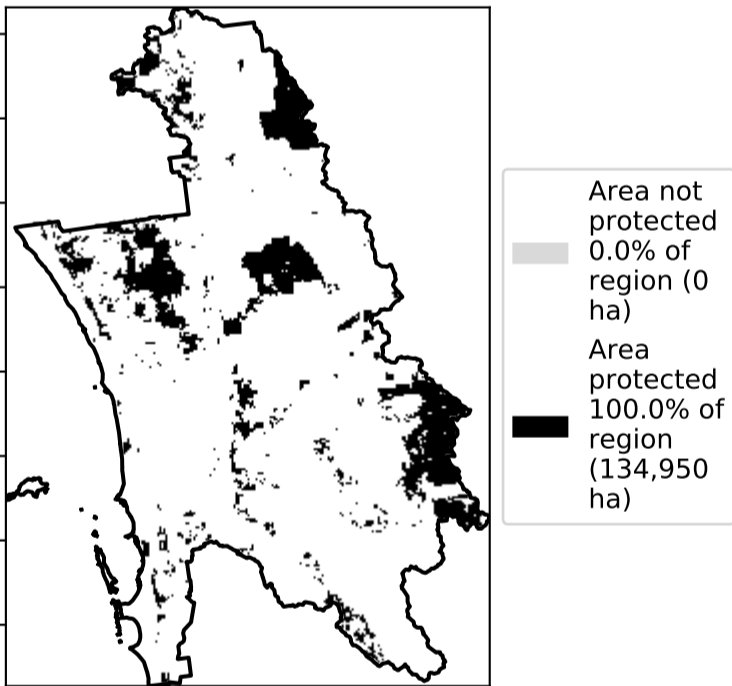 Area not
protected
0.0% of
region (0
ha)
Area
protected
100.0% of
region
(134,950
ha)